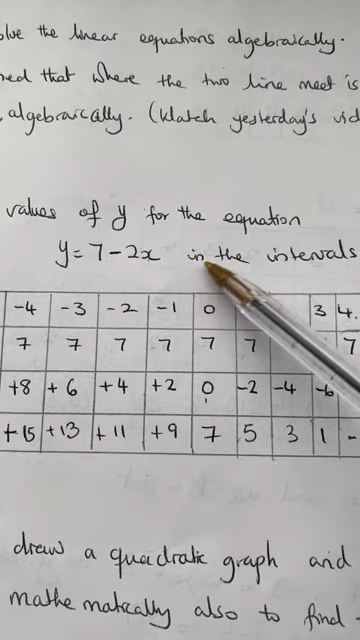 the linear equations algebraically.
that where the two line meet is
algebraically. (Watch yesterday's
values of y for the equation
y = 7 - 2x in the intervals
-4 -3 -2 -1 0 3 4.
7 7 7 7 7 7 7
+8 +6 +4 +2 0 -2 -4 -6
+15 +13 +11 +9 7 5 3 1 -
draw a quadratic graph and
mathematically also to find